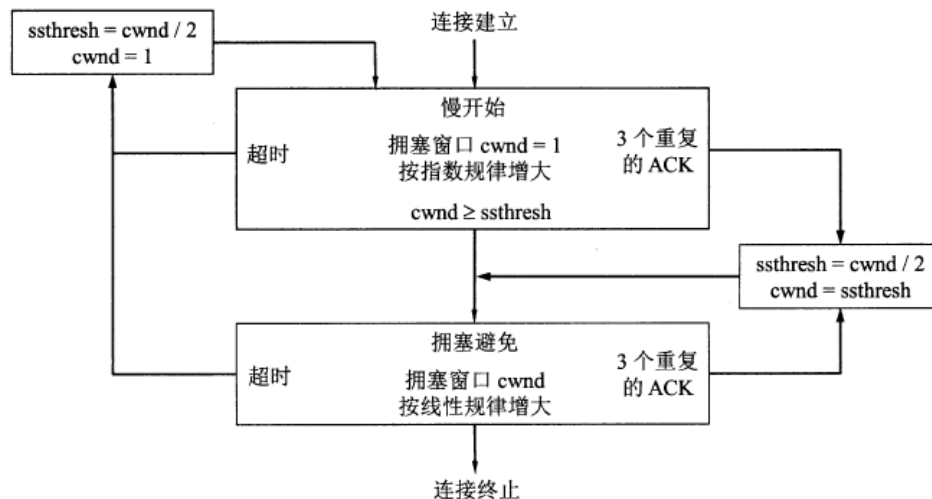 连接建立
ssthresh = cwnd / 2
cwnd = 1
慢开始
超时
拥塞窗口 cwnd = 1
按指数规律增大
3 个重复
的 ACK
cwnd ≥ ssthresh
ssthresh = cwnd / 2
cwnd = ssthresh
拥塞避免
超时
拥塞窗口 cwnd
按线性规律增大
3 个重复
的 ACK
连接终止